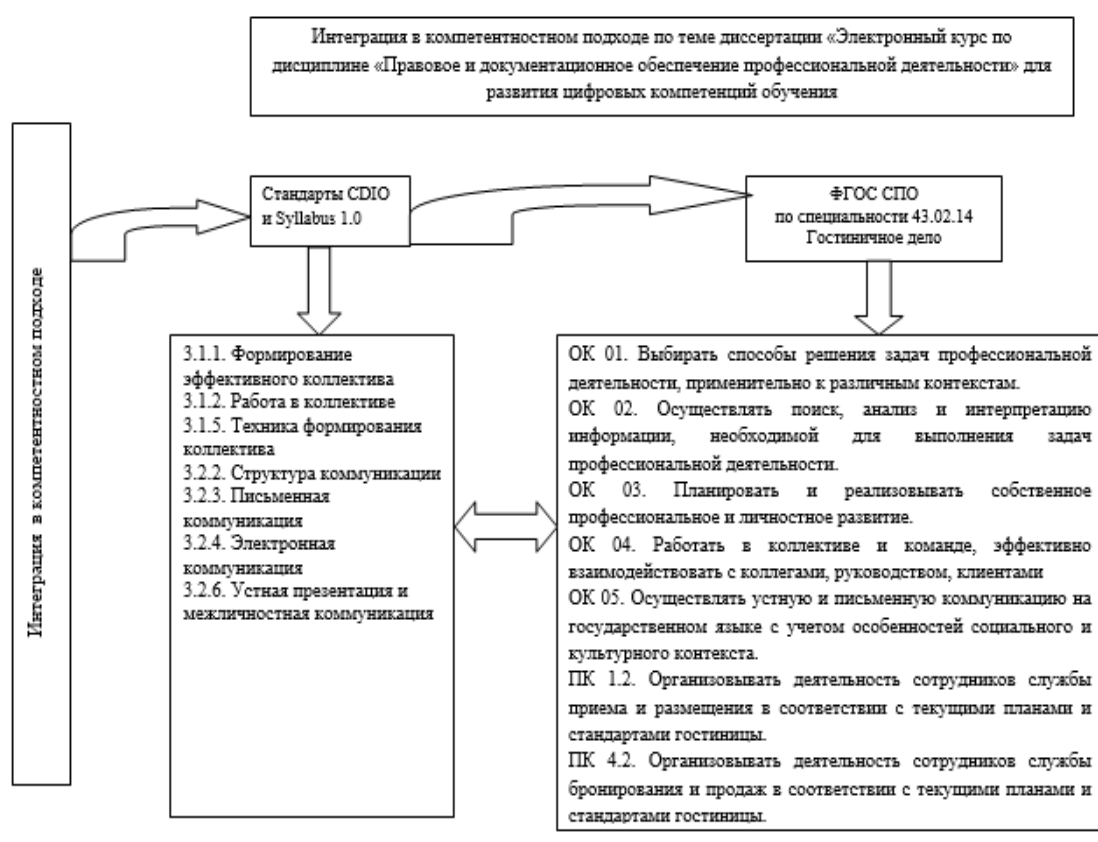 Интеграция в компетентностном подходе по теме диссертации «Электронный курс по
дисциплине «Правовое и документационное обеспечение профессиональной деятельности» для
развития цифровых компетенций обучения
Интеграция в компетентностном подходе
Стандарты CDIO
и Syllabus 1.0
ФГОС СПО
по специальности 43.02.14
Гостиничное дело
3.1.1. Формирование
эффективного коллектива
3.1.2. Работа в коллективе
3.1.5. Техника формирования
коллектива
3.2.2. Структура коммуникации
3.2.3. Письменная
коммуникация
3.2.4. Электронная
коммуникация
3.2.6. Устная презентация и
межличностная коммуникация
ОК 01. Выбирать способы решения задач профессиональной
деятельности, применительно к различным контекстам.
ОК 02. Осуществлять поиск, анализ и интерпретацию
информации, необходимой для выполнения задач
профессиональной деятельности.
ОК 03. Планировать и реализовывать собственное
профессиональное и личностное развитие.
ОК 04. Работать в коллективе и команде, эффективно
взаимодействовать с коллегами, руководством, клиентами
ОК 05. Осуществлять устную и письменную коммуникацию на
государственном языке с учетом особенностей социального и
культурного контекста.
ПК 1.2. Организовывать деятельность сотрудников службы
приема и размещения в соответствии с текущими планами и
стандартами гостиницы.
ПК 4.2. Организовывать деятельность сотрудников службы
бронирования и продаж в соответствии с текущими планами и
стандартами гостиницы.